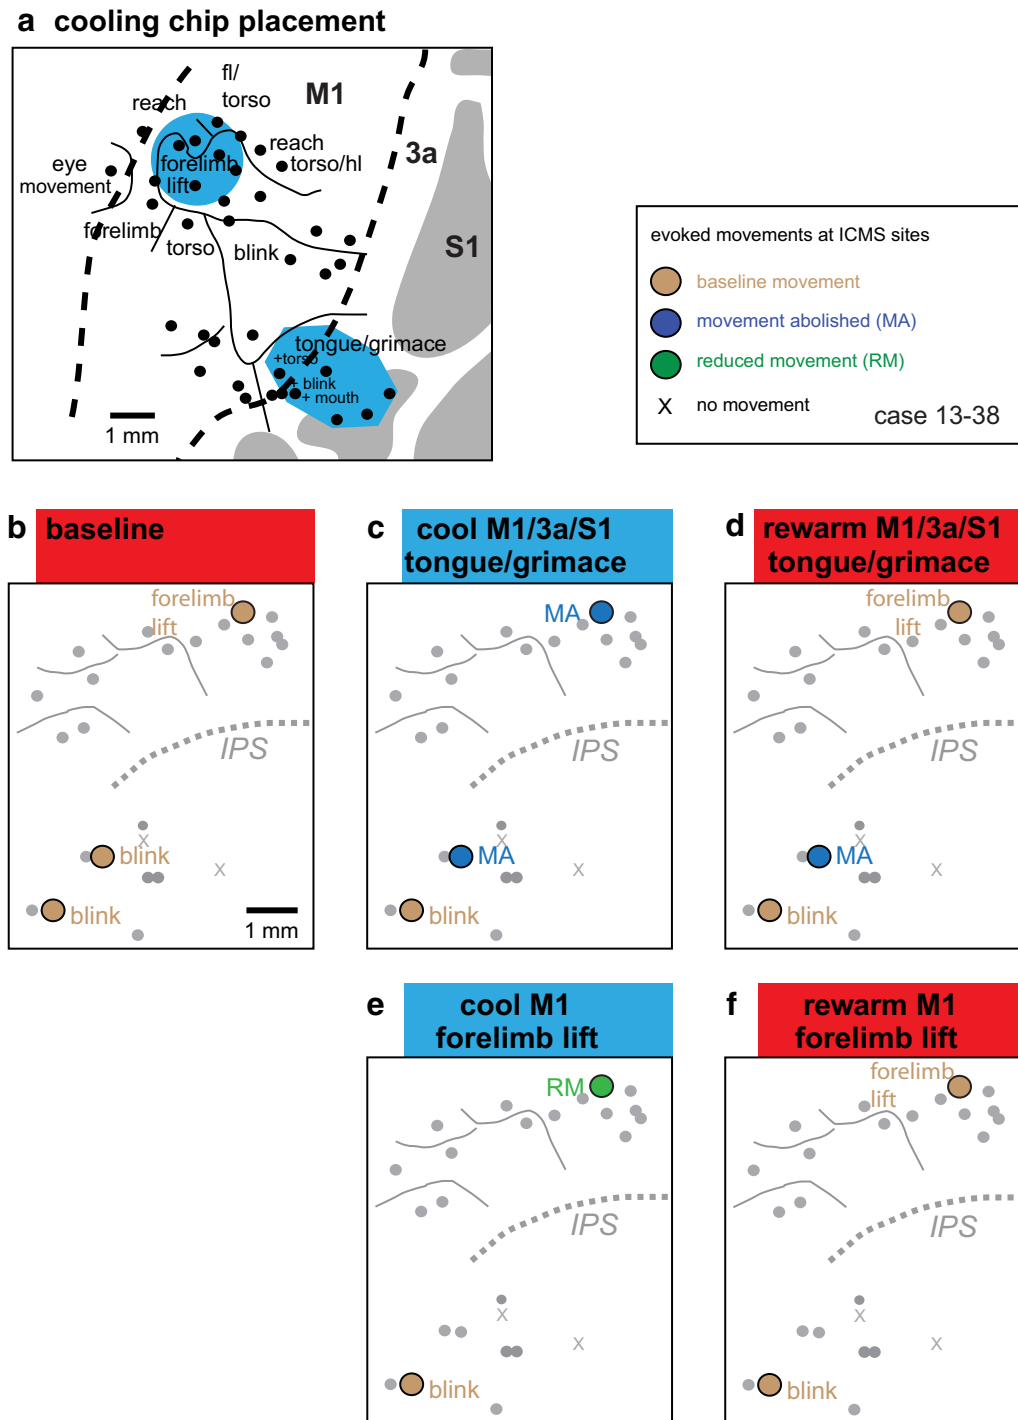 a cooling chip placement
fl/
torso
M1
reach
3a
reach
torso/hl
eye
movement
forelimb
lift
forelimb
torso
blink
S1
tongue/grimace
+torso
+ blink
+ mouth
1 mm
evoked movements at ICMS sites
baseline movement
movement abolished (MA)
reduced movement (RM)
X no movement
case 13-38
b baseline
forelimb
lift
IPS
X
blink
X
blink
1 mm
c cool M1/3a/S1
tongue/grimace
MA
IPS
X
MA
X
blink
d rewarm M1/3a/S1
tongue/grimace
forelimb
lift
IPS
X
MA
X
blink
e cool M1
forelimb lift
RM
IPS
X
X
blink
f rewarm M1
forelimb lift
forelimb
lift
IPS
X
X
blink